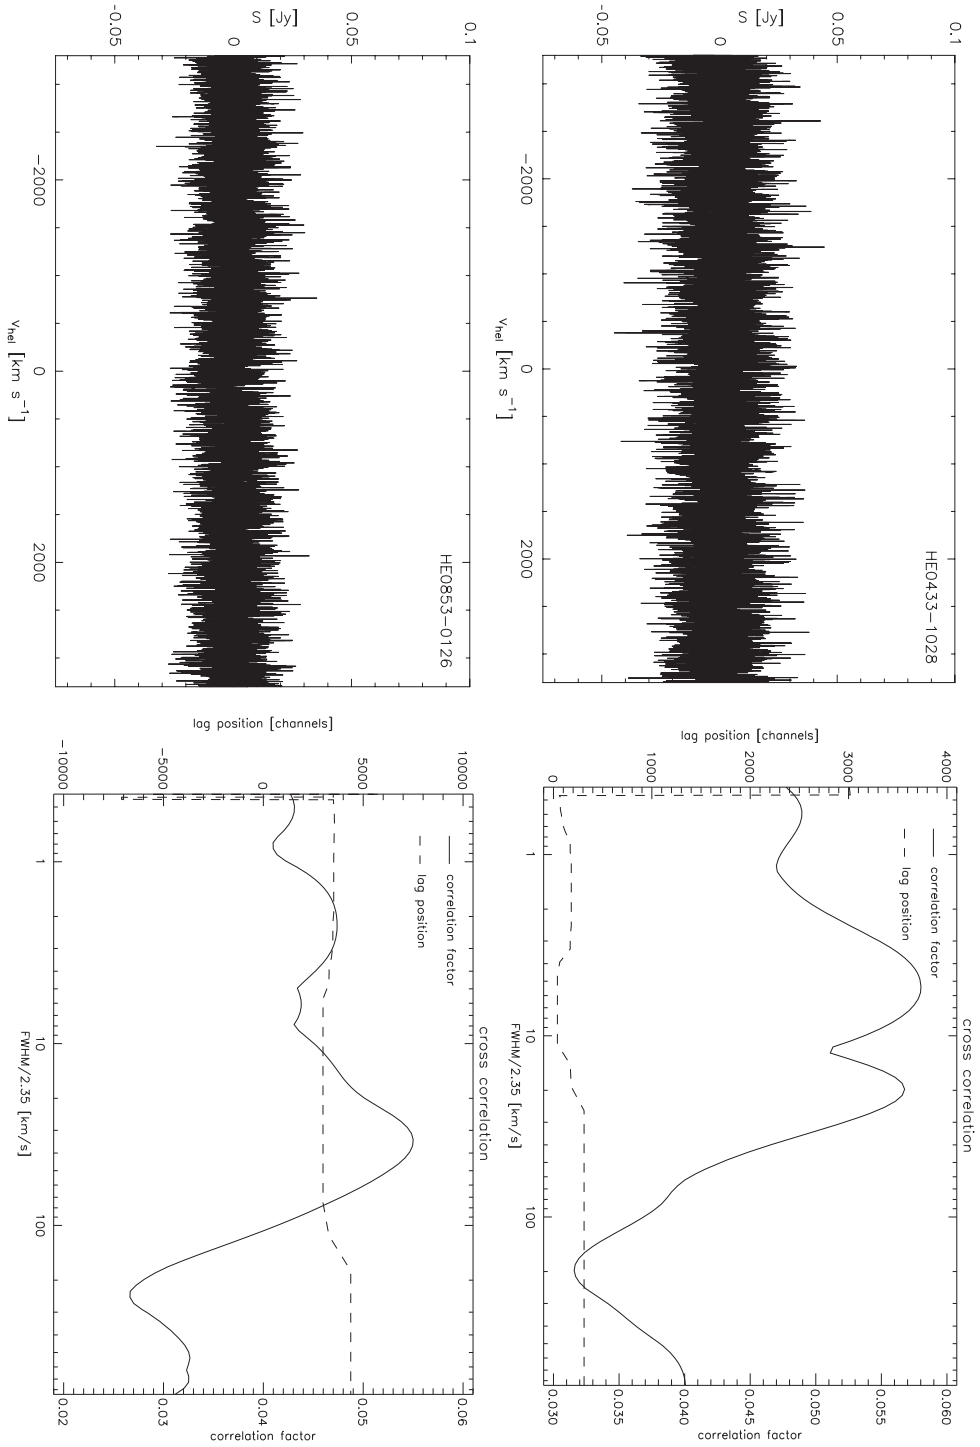 HE0433-1028
S [Jy]
0.1
0.05
0
-0.05
-2000
0
2000
v_hel [km s⁻¹]
cross correlation
correlation factor
lag position
lag position [channels]
4000
3000
2000
1000
0
1
10
100
FWHM/2.35 [km/s]
0.060
0.055
0.050
0.045
0.040
0.035
0.030
correlation factor
HE0853-0126
S [Jy]
0.1
0.05
0
-0.05
-2000
0
2000
v_hel [km s⁻¹]
cross correlation
correlation factor
lag position
lag position [channels]
10000
5000
0
-5000
-10000
1
10
100
FWHM/2.35 [km/s]
0.06
0.05
0.04
0.03
0.02
correlation factor